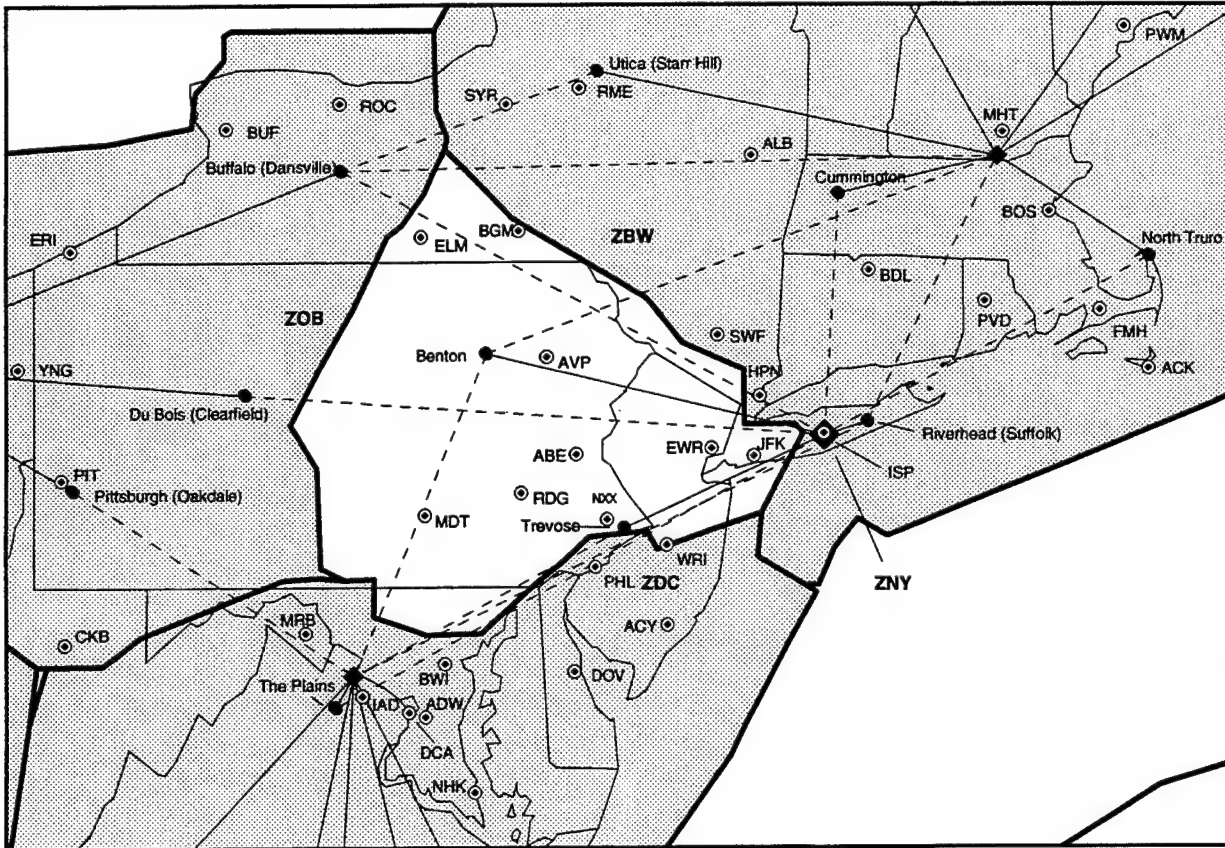 PWM
Utica (Starr Hill)
RME
SYR
ROC
BUF
MHT
ALB
Buffalo (Dansville)
Cummington
BOS
ELM
BGM
ZBW
ERI
North Truro
BDL
ZOB
PVD
FMH
SWF
Benton
AVP
YNG
HPN
ACK
Du Bois (Clearfield)
Riverhead (Suffolk)
EWR
JFK
ABE
ISP
PIT
Pittsburgh (Oakdale)
RDG
NXX
MDT
Trevose
WRI
PHL
ZDC
ZNY
MRB
CKB
ACY
BWI
DOV
The Plains
IAD
ADW
DCA
NHK